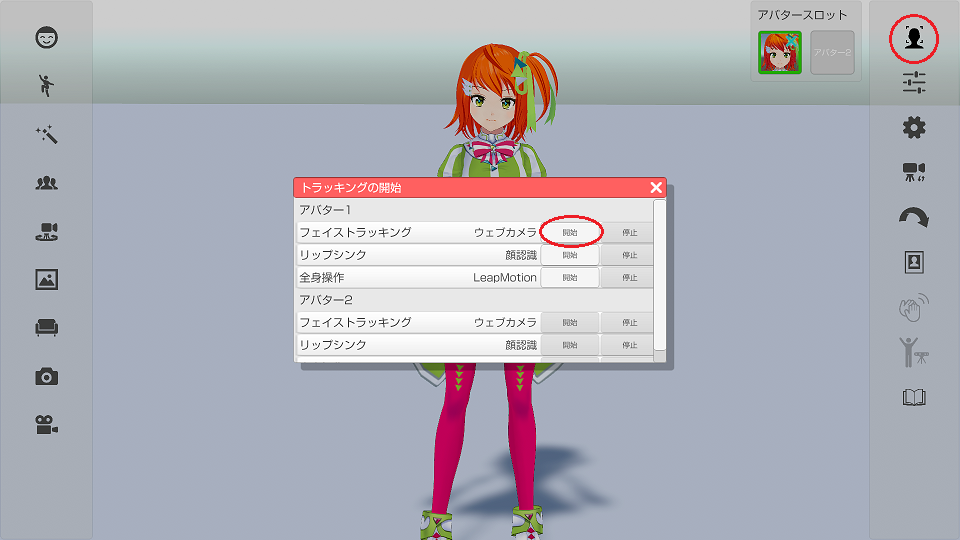 アバタースロット
アバター2
トラッキングの開始
アバター1
フェイストラッキング ウェブカメラ 開始 停止
リップシンク 顔認識 開始 停止
全身操作 LeapMotion 開始 停止
アバター2
フェイストラッキング ウェブカメラ 開始 停止
リップシンク 顔認識 開始 停止